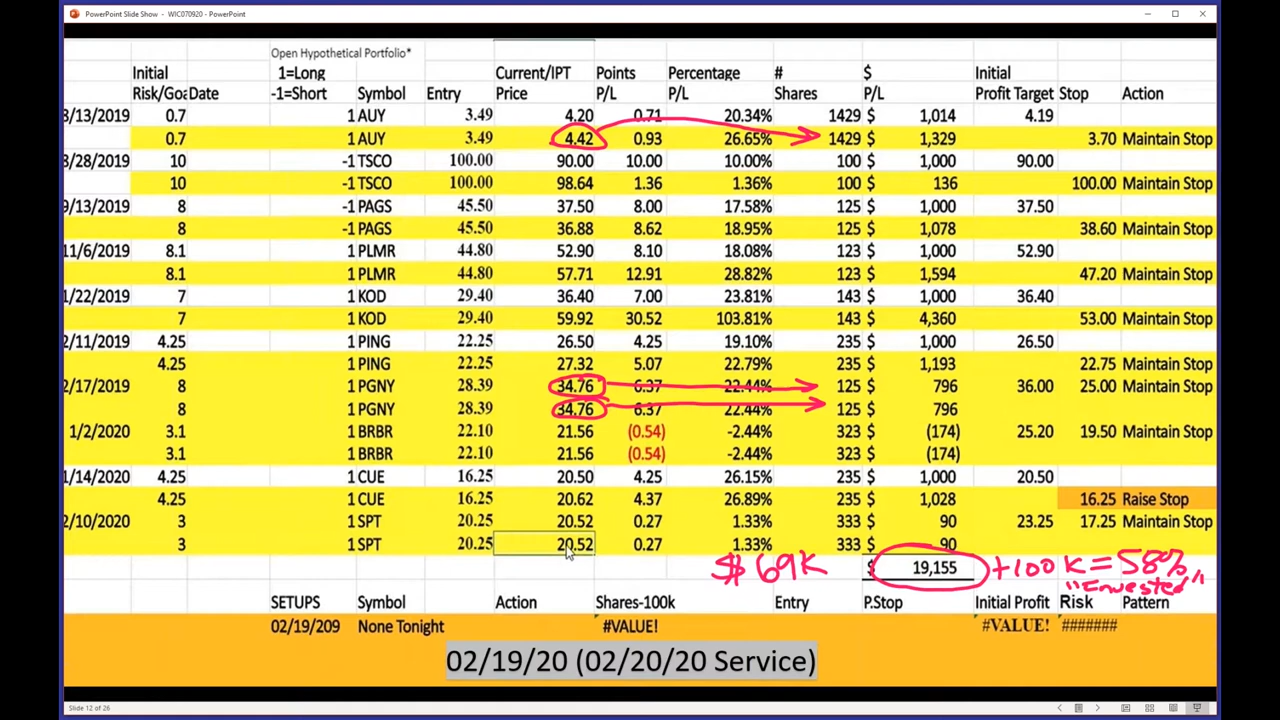 PowerPoint Slide Show - WIC070920 - PowerPoint
Open Hypothetical Portfolio*
Initial 1=Long Current/IPT Points Percentage # $ Initial
Risk/Goa Date -1=Short Symbol Entry Price P/L P/L Shares P/L Profit Target Stop Action
3/13/2019 0.7 1 AUY 3.49 4.20 0.71 20.34% 1429 $ 1,014 4.19
0.7 1 AUY 3.49 4.42 0.93 26.65% 1429 $ 1,329 3.70 Maintain Stop
3/28/2019 10 -1 TSCO 100.00 90.00 10.00 10.00% 100 $ 1,000 90.00
10 -1 TSCO 100.00 98.64 1.36 1.36% 100 $ 136 100.00 Maintain Stop
9/13/2019 8 -1 PAGS 45.50 37.50 8.00 17.58% 125 $ 1,000 37.50
8 -1 PAGS 45.50 36.88 8.62 18.95% 125 $ 1,078 38.60 Maintain Stop
11/6/2019 8.1 1 PLMR 44.80 52.90 8.10 18.08% 123 $ 1,000 52.90
8.1 1 PLMR 44.80 57.71 12.91 28.82% 123 $ 1,594 47.20 Maintain Stop
1/22/2019 7 1 KOD 29.40 36.40 7.00 23.81% 143 $ 1,000 36.40
7 1 KOD 29.40 59.92 30.52 103.81% 143 $ 4,360 53.00 Maintain Stop
2/11/2019 4.25 1 PING 22.25 26.50 4.25 19.10% 235 $ 1,000 26.50
4.25 1 PING 22.25 27.32 5.07 22.79% 235 $ 1,193 22.75 Maintain Stop
2/17/2019 8 1 PGNY 28.39 34.76 6.37 22.44% 125 $ 796 36.00 25.00 Maintain Stop
8 1 PGNY 28.39 34.76 6.37 22.44% 125 $ 796
1/2/2020 3.1 1 BRBR 22.10 21.56 (0.54) -2.44% 323 $ (174) 25.20 19.50 Maintain Stop
3.1 1 BRBR 22.10 21.56 (0.54) -2.44% 323 $ (174)
1/14/2020 4.25 1 CUE 16.25 20.50 4.25 26.15% 235 $ 1,000 20.50
4.25 1 CUE 16.25 20.62 4.37 26.89% 235 $ 1,028 16.25 Raise Stop
2/10/2020 3 1 SPT 20.25 20.52 0.27 1.33% 333 $ 90 23.25 17.25 Maintain Stop
3 1 SPT 20.25 20.52 0.27 1.33% 333 $ 90
$69K $ 19,155 +100K=58%
"Envested"
SETUPS Symbol Action Shares-100k Entry P.Stop Initial Profit Risk Pattern
02/19/209 None Tonight #VALUE! #VALUE! #######
02/19/20 (02/20/20 Service)
Slide 12 of 26